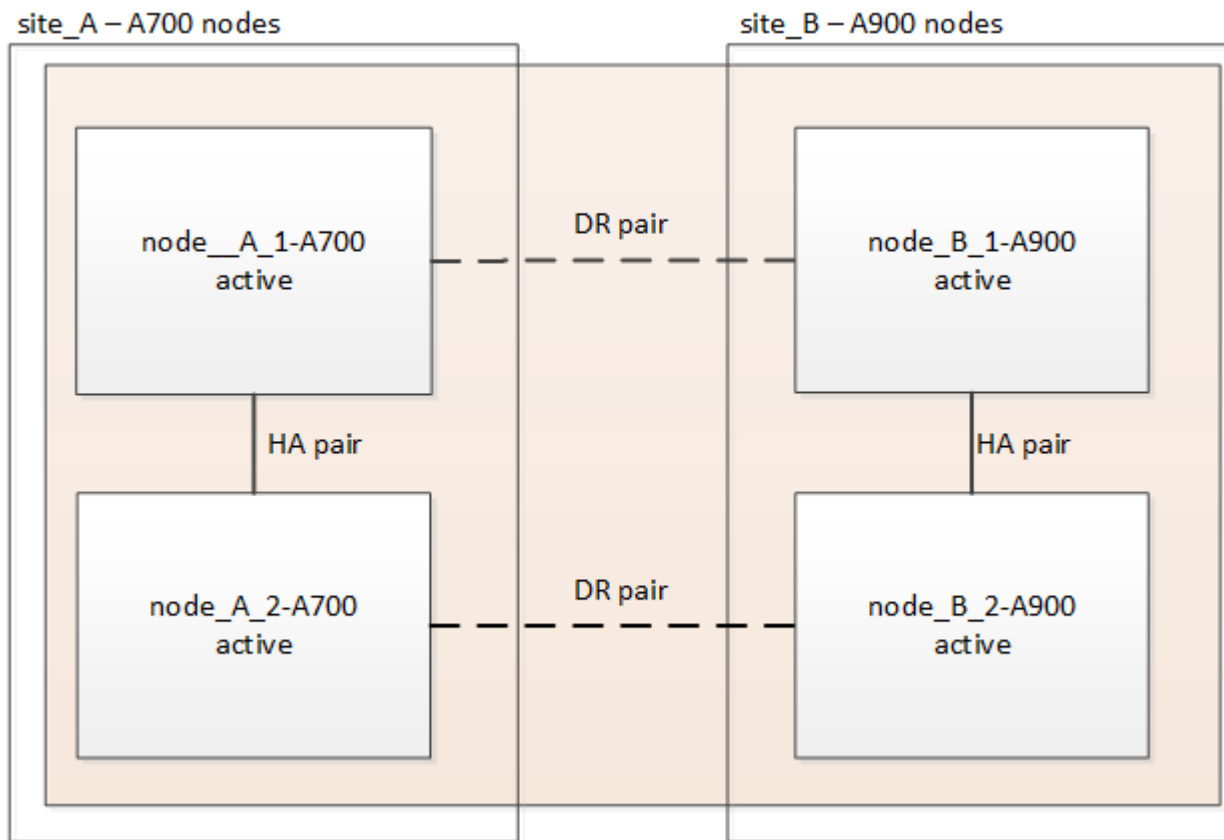 site_A – A700 nodes
site_B – A900 nodes
node__A_1-A700
active
DR pair
node_B_1-A900
active
HA pair
HA pair
node_A_2-A700
active
DR pair
node_B_2-A900
active